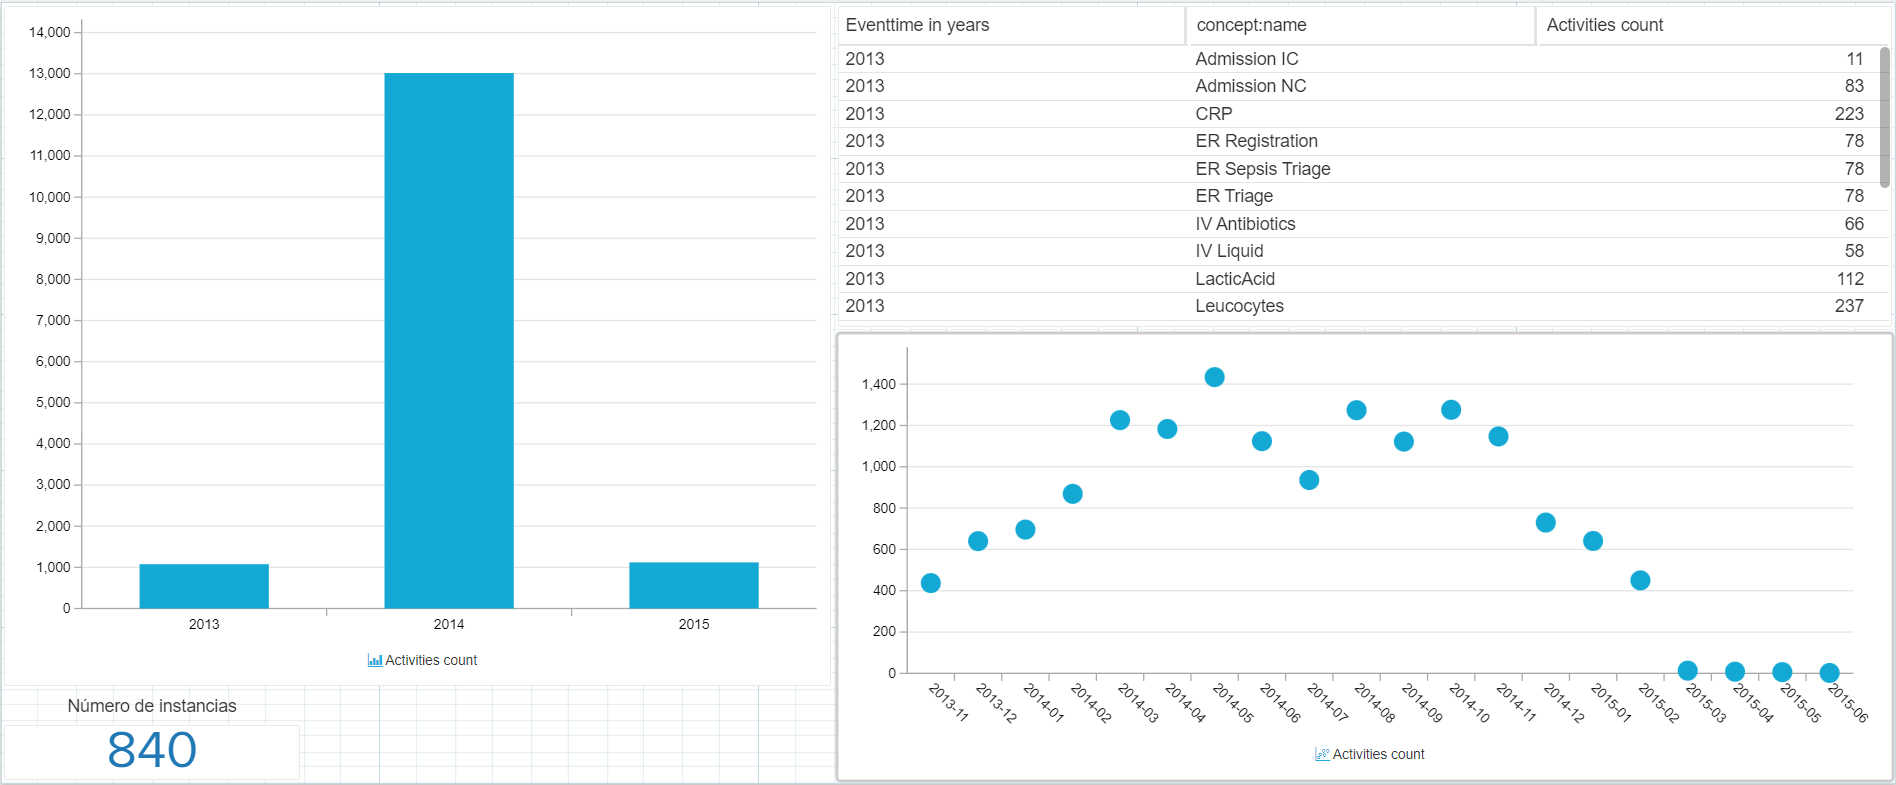 14,000
13,000
12,000
11,000
10,000
9,000
8,000
7,000
6,000
5,000
4,000
3,000
2,000
1,000
0
2013 2014 2015
Activities count
Número de instancias
840
Eventtime in years concept:name Activities count
2013 Admission IC 11
2013 Admission NC 83
2013 CRP 223
2013 ER Registration 78
2013 ER Sepsis Triage 78
2013 ER Triage 78
2013 IV Antibiotics 66
2013 IV Liquid 58
2013 LacticAcid 112
2013 Leucocytes 237
1,400
1,200
1,000
800
600
400
200
0
2013-11 2013-12 2014-01 2014-02 2014-03 2014-04 2014-05 2014-06 2014-07 2014-08 2014-09 2014-10 2014-11 2014-12 2015-01 2015-02 2015-03 2015-04 2015-05 2015-06
Activities count